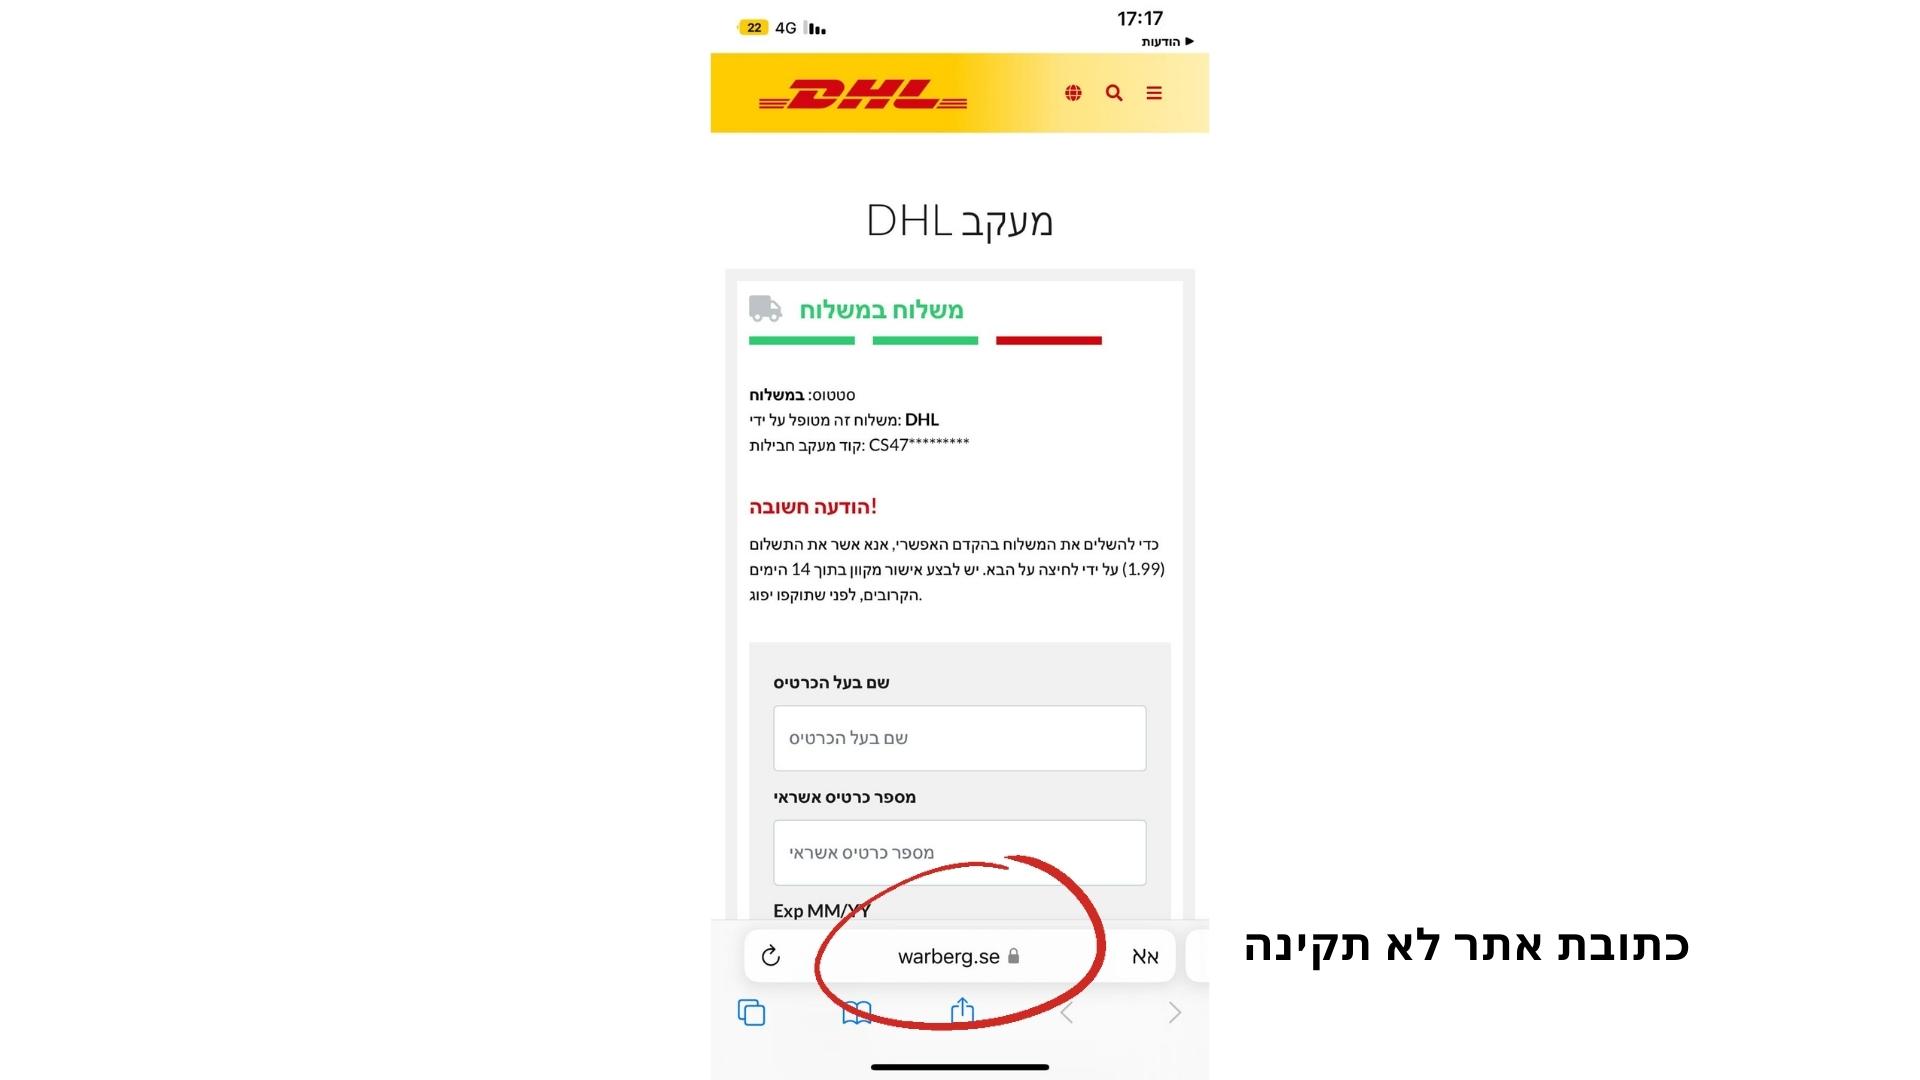 22 4G 17:17
הודעות
DHL
מעקב DHL
משלוח במשלוח
סטטוס: במשלוח
משלוח זה מטופל על ידי: DHL
קוד מעקב חבילות: CS47*********
הודעה חשובה!
כדי להשלים את המשלוח בהקדם האפשרי, אנא אשר את התשלום
(1.99) על ידי לחיצה על הבא. יש לבצע אישור מקוון בתוך 14 הימים
הקרובים, לפני שתוקפו יפוג.
שם בעל הכרטיס
שם בעל הכרטיס
מספר כרטיס אשראי
מספר כרטיס אשראי
Exp MM/YY
warberg.se
אא
כתובת אתר לא תקינה